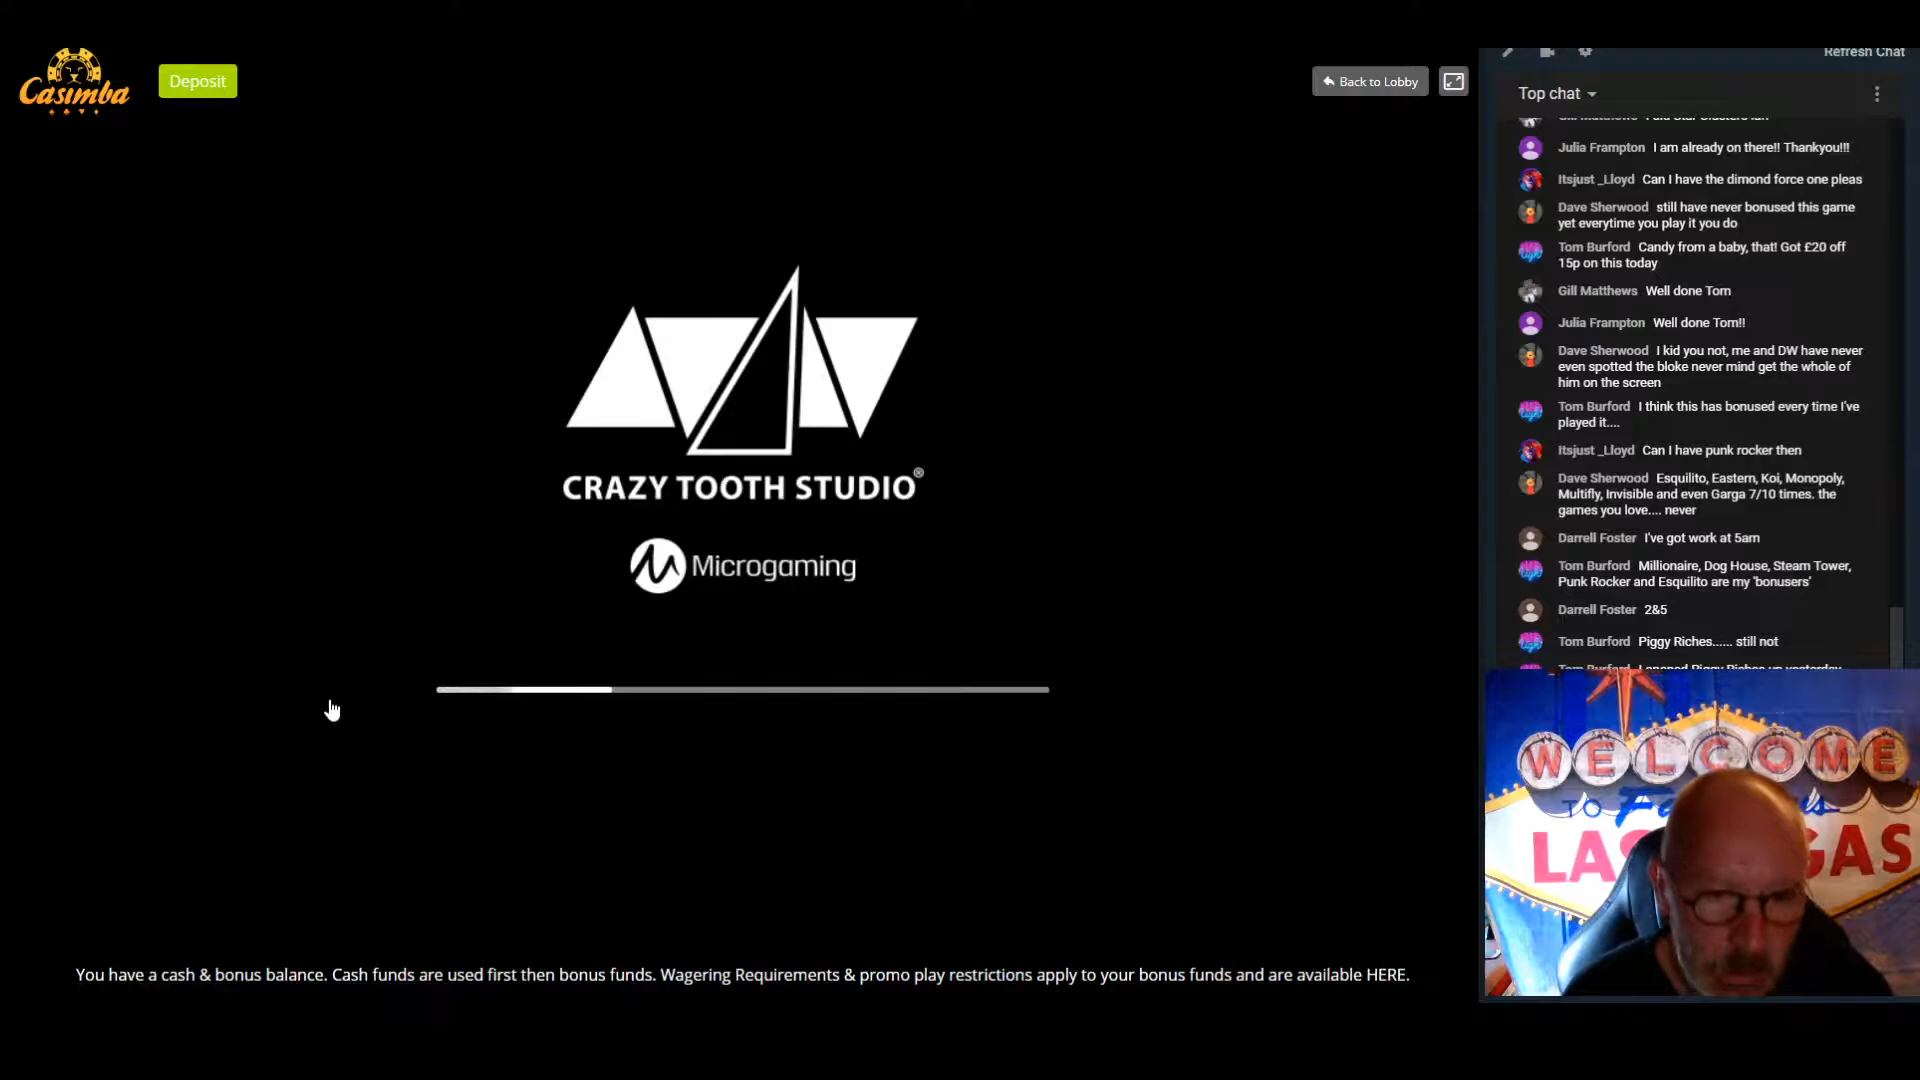 Casimba
Deposit
Back to Lobby
Refresh Chat
Top chat
Julia Frampton I am already on there!! Thankyou!!!
Itsjust _Lloyd Can I have the dimond force one pleas
Dave Sherwood still have never bonused this game
yet everytime you play it you do
Tom Burford Candy from a baby, that! Got £20 off
15p on this today
Gill Matthews Well done Tom
Julia Frampton Well done Tom!!
Dave Sherwood I kid you not, me and DW have never
even spotted the bloke never mind get the whole of
him on the screen
Tom Burford I think this has bonused every time I've
played it....
Itsjust _Lloyd Can I have punk rocker then
Dave Sherwood Esquilito, Eastern, Koi, Monopoly,
Multifly, Invisible and even Garga 7/10 times. the
games you love.... never
Darrell Foster I've got work at 5am
Tom Burford Millionaire, Dog House, Steam Tower,
Punk Rocker and Esquilito are my 'bonusers'
Darrell Foster 2&5
Tom Burford Piggy Riches...... still not
Tom Burford I opened Piggy Riches up yesterday
CRAZY TOOTH STUDIO®
Microgaming
WELCOME
TO
LAS GAS
You have a cash & bonus balance. Cash funds are used first then bonus funds. Wagering Requirements & promo play restrictions apply to your bonus funds and are available HERE.